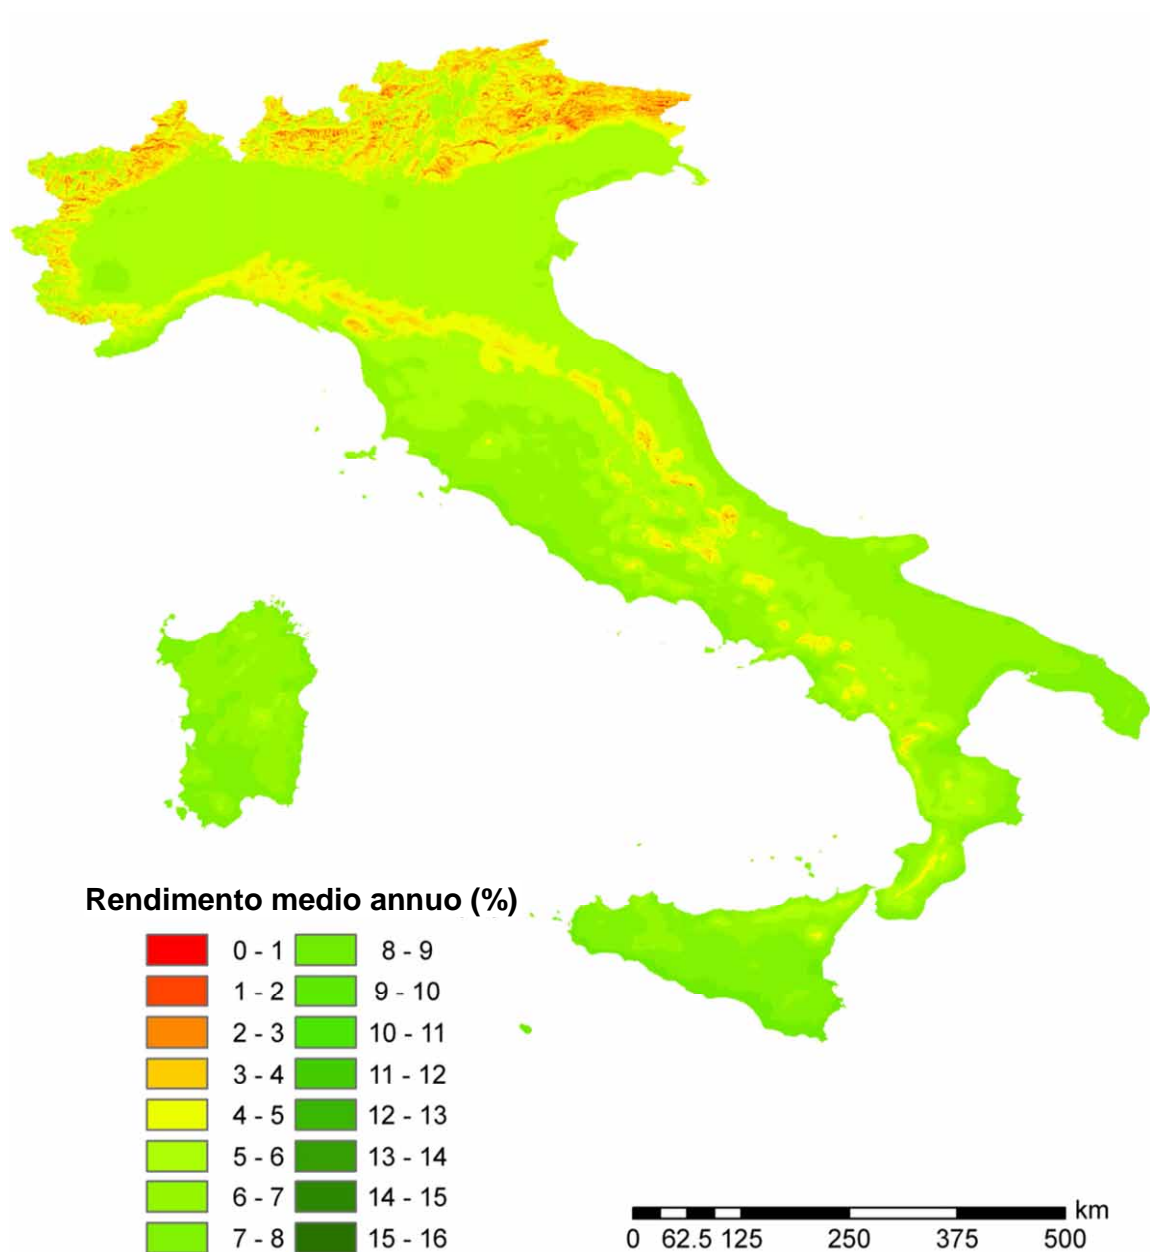 Rendimento medio annuo (%)
0 - 1 8 - 9
1 - 2 9 - 10
2 - 3 10 - 11
3 - 4 11 - 12
4 - 5 12 - 13
5 - 6 13 - 14
6 - 7 14 - 15
7 - 8 15 - 16
km
0 62.5 125 250 375 500